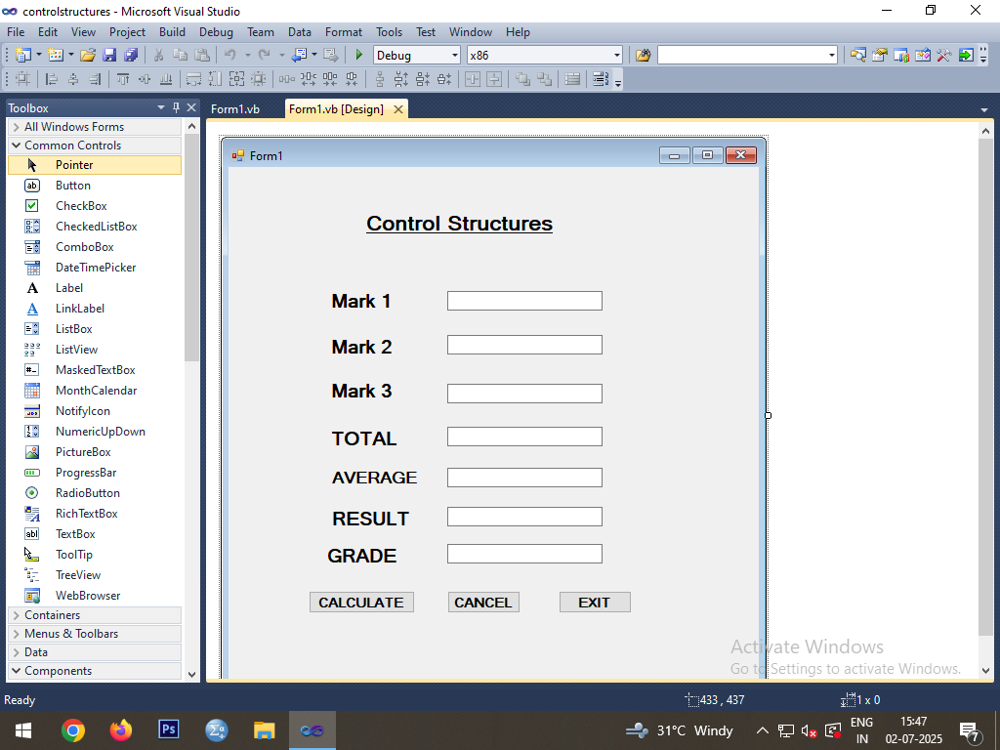 controlstructures - Microsoft Visual Studio
File Edit View Project Build Debug Team Data Format Tools Test Window Help
Debug x86
Toolbox
Form1.vb Form1.vb [Design]
All Windows Forms
Common Controls
Pointer
Button
CheckBox
CheckedListBox
ComboBox
DateTimePicker
Label
LinkLabel
ListBox
ListView
MaskedTextBox
MonthCalendar
NotifyIcon
NumericUpDown
PictureBox
ProgressBar
RadioButton
RichTextBox
TextBox
ToolTip
TreeView
WebBrowser
Containers
Menus & Toolbars
Data
Components
Form1
Control Structures
Mark 1
Mark 2
Mark 3
TOTAL
AVERAGE
RESULT
GRADE
CALCULATE CANCEL EXIT
Activate Windows
Go to Settings to activate Windows.
Ready 433 , 437 1 x 0
Ps 31°C Windy ENG IN 15:47 02-07-2025 7